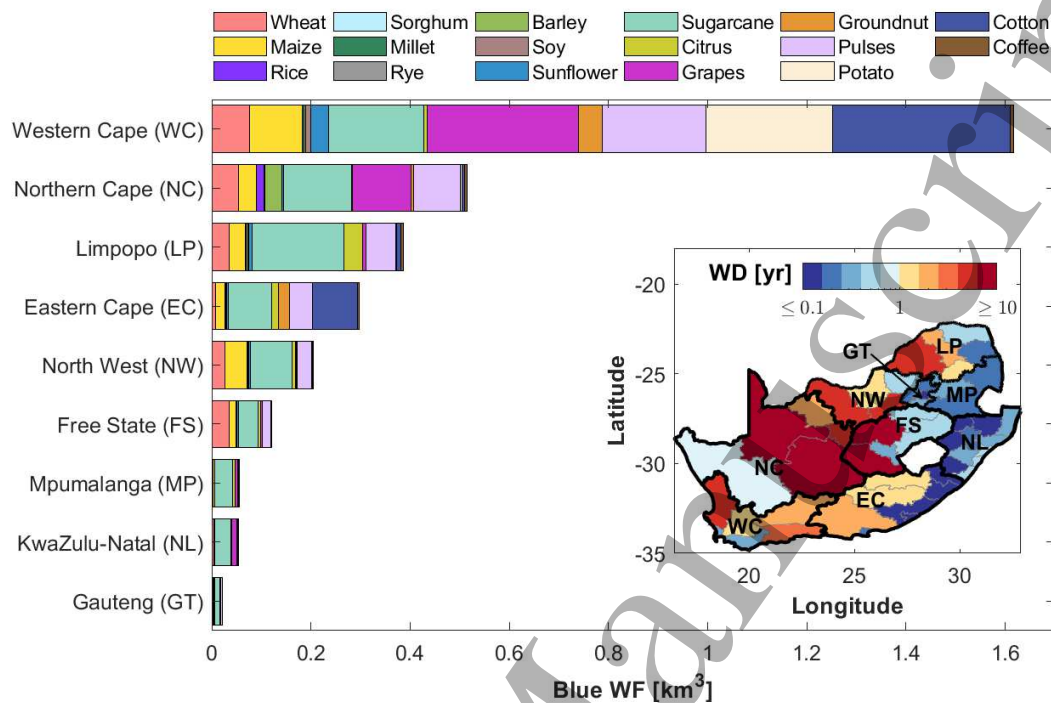 Wheat Sorghum Barley Sugarcane Groundnut Cotton
Maize Millet Soy Citrus Pulses Coffee
Rice Rye Sunflower Grapes Potato
Western Cape (WC)
Northern Cape (NC)
Limpopo (LP)
Eastern Cape (EC)
North West (NW)
Free State (FS)
Mpumalanga (MP)
KwaZulu-Natal (NL)
Gauteng (GT)
0 0.2 0.4 0.6 0.8 1 1.2 1.4 1.6
Blue WF [km³]
WD [yr]
≤ 0.1 1 ≥ 10
-20
-25
-30
-35
Latitude
GT LP
NW MP
FS
NL
NC
EC
WC
20 25 30
Longitude